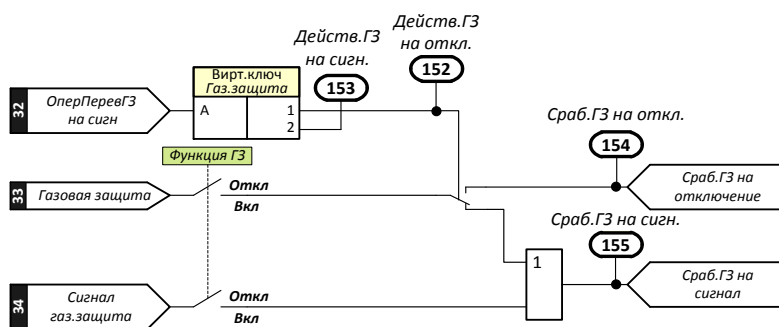 Действ.ГЗ
на откл.
Действ.ГЗ
на сигн.
152
153
Вирт.ключ
Газ.защита
32
ОперПеревГЗ
на сигн
А
1
2
Сраб.ГЗ на откл.
154
Функция ГЗ
Сраб.ГЗ на
отключение
33
Газовая защита
Откл
Вкл
Сраб.ГЗ на сигн.
155
1
34
Сигнал
газ.защита
Откл
Вкл
Сраб.ГЗ на
сигнал